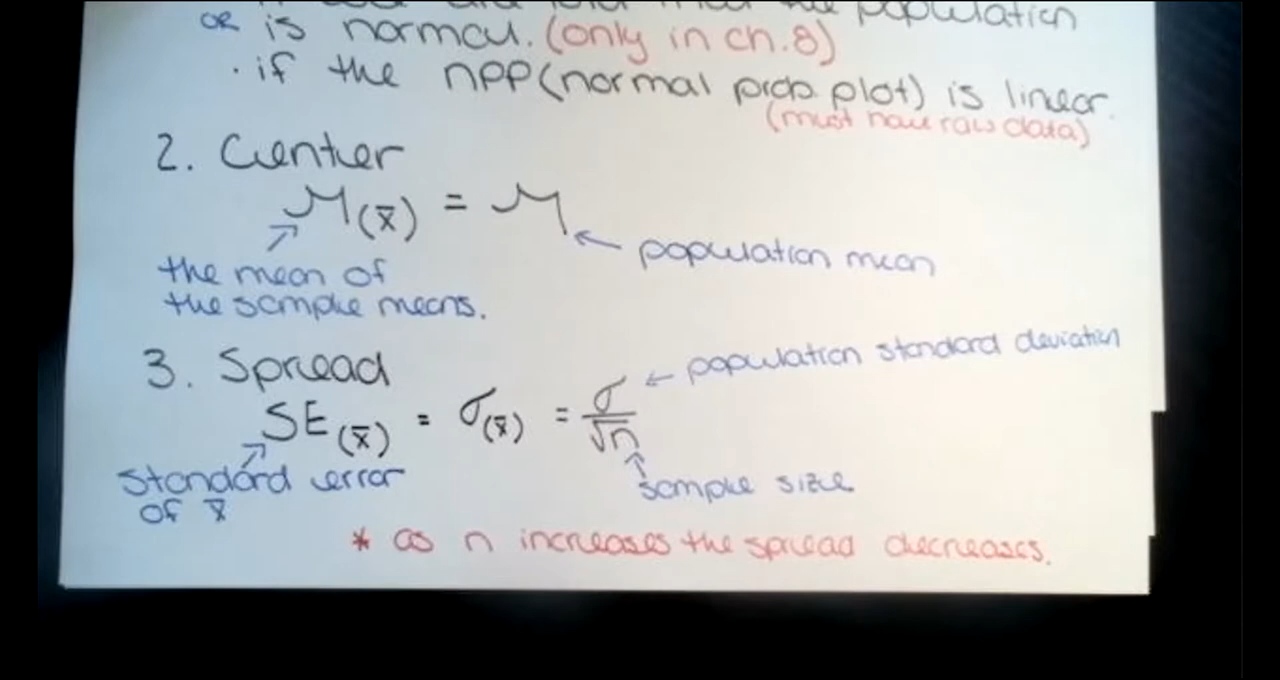 population
or is normal. (only in ch.8)
· if the npp (normal prob. plot) is linear.
(must have raw data)
2. Center
μ(x̄) = μ
population mean
the mean of
the sample means.
3. Spread
population standard deviation
SE(x̄) = σ(x̄) = σ/√n
standard error
of x̄
sample size
* as n increases the spread decreases.